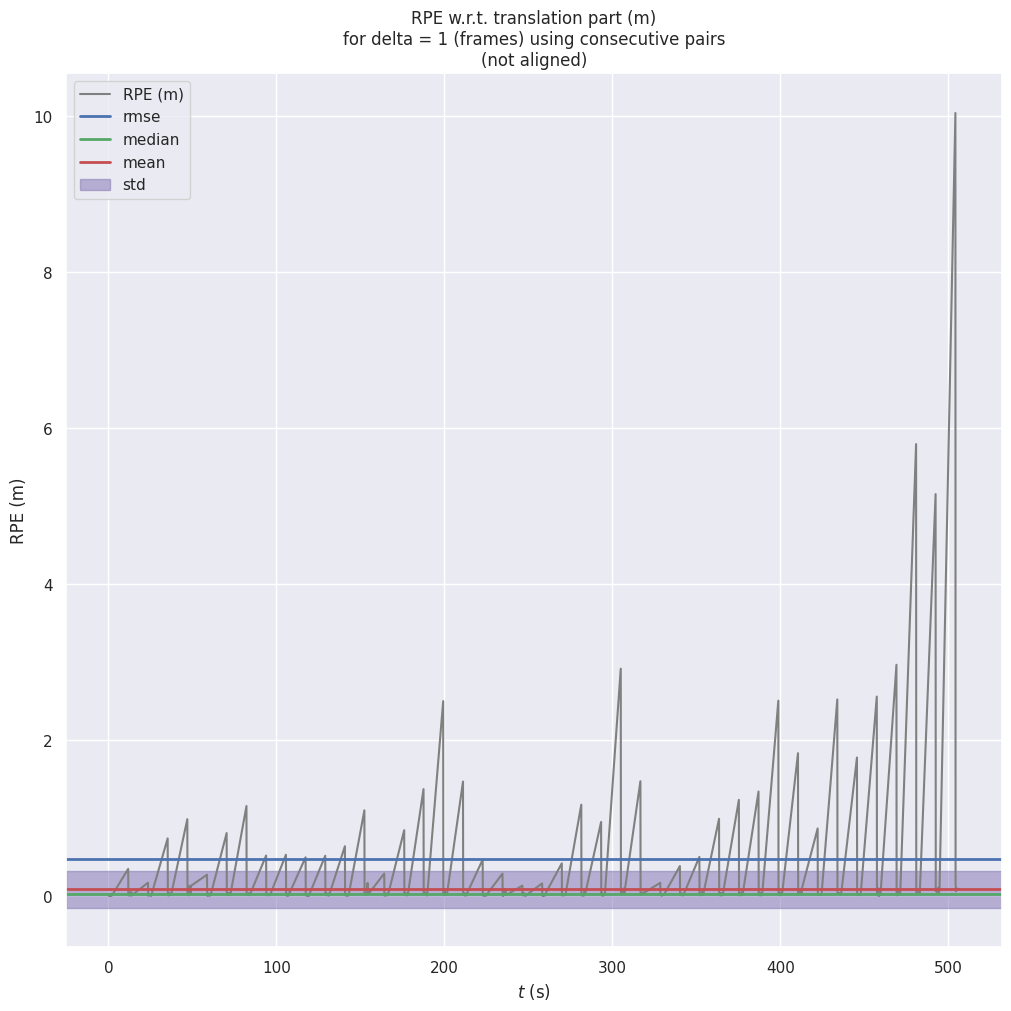 RPE w.r.t. translation part (m)
for delta = 1 (frames) using consecutive pairs
(not aligned)
RPE (m)
rmse
median
mean
std
10
8
6
4
2
0
RPE (m)
0 100 200 300 400 500
t (s)